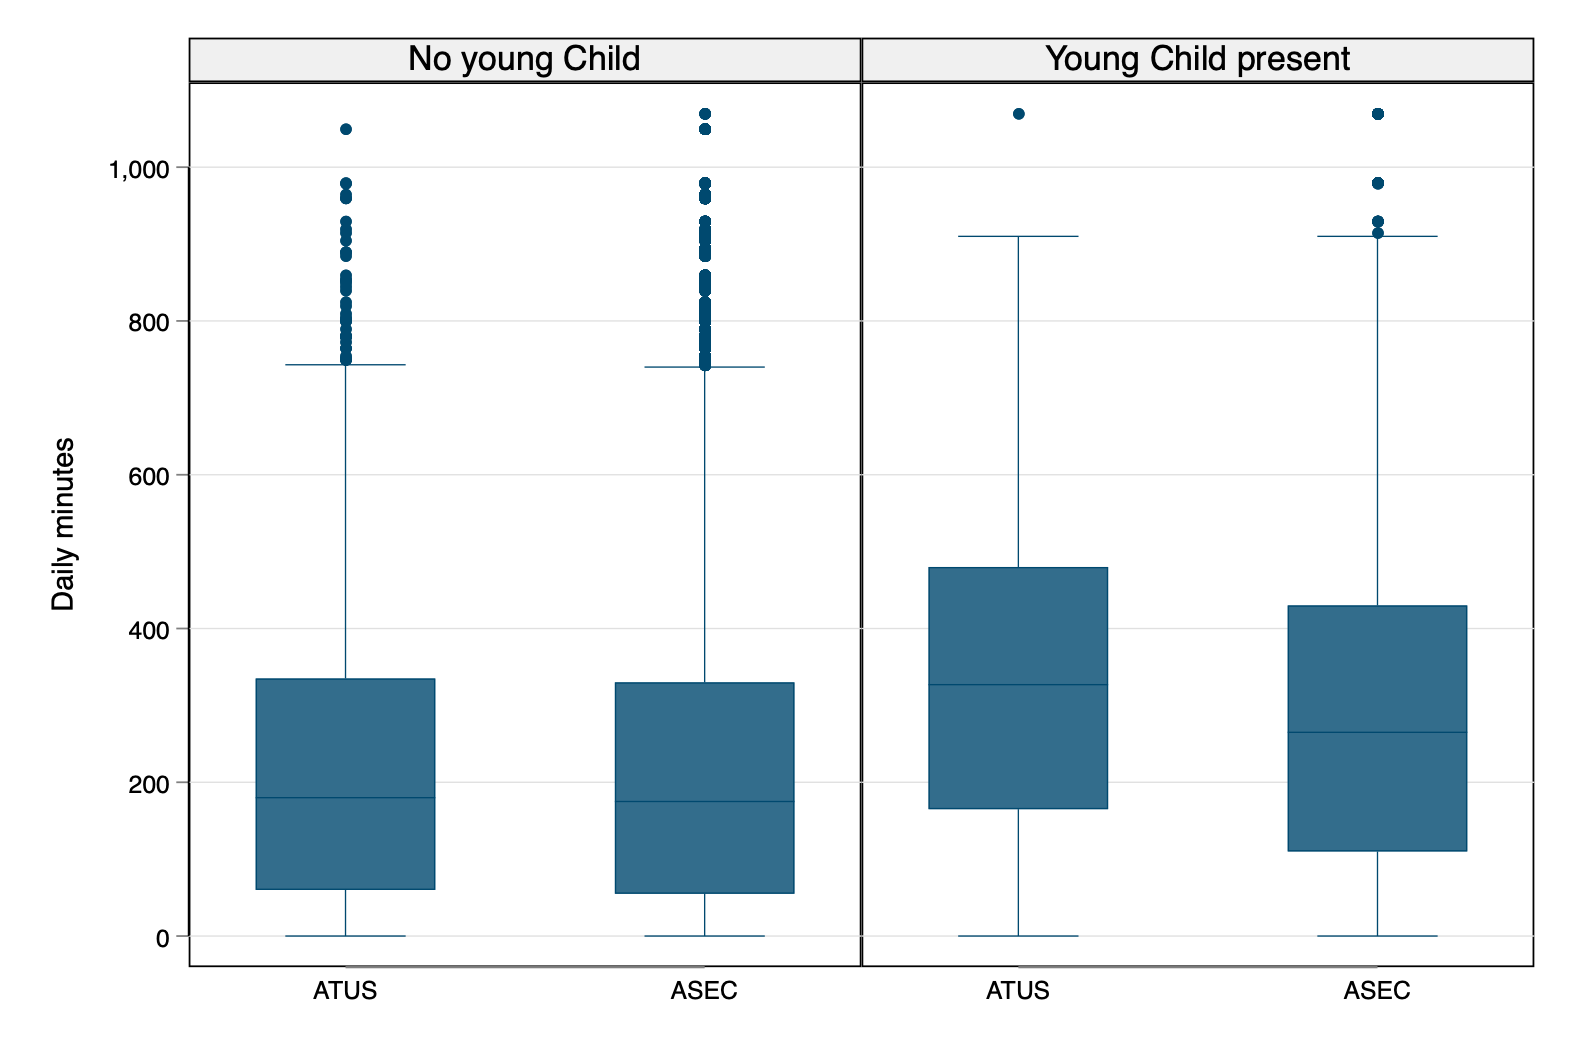 No young Child
Young Child present
Daily minutes
1,000
800
600
400
200
0
ATUS
ASEC
ATUS
ASEC